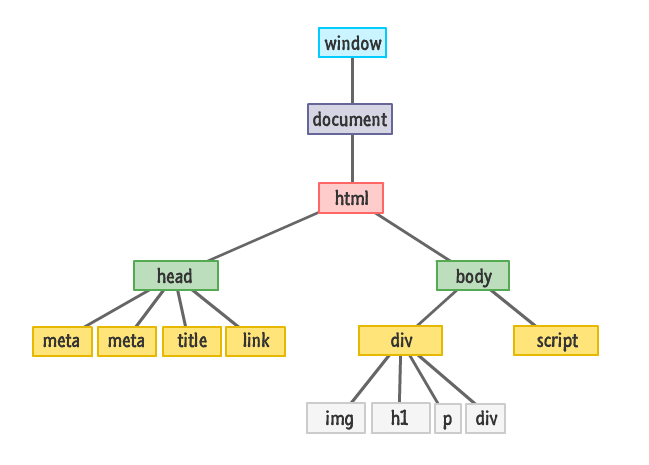 window
document
html
head
body
meta
meta
title
link
div
script
img
h1
p
div